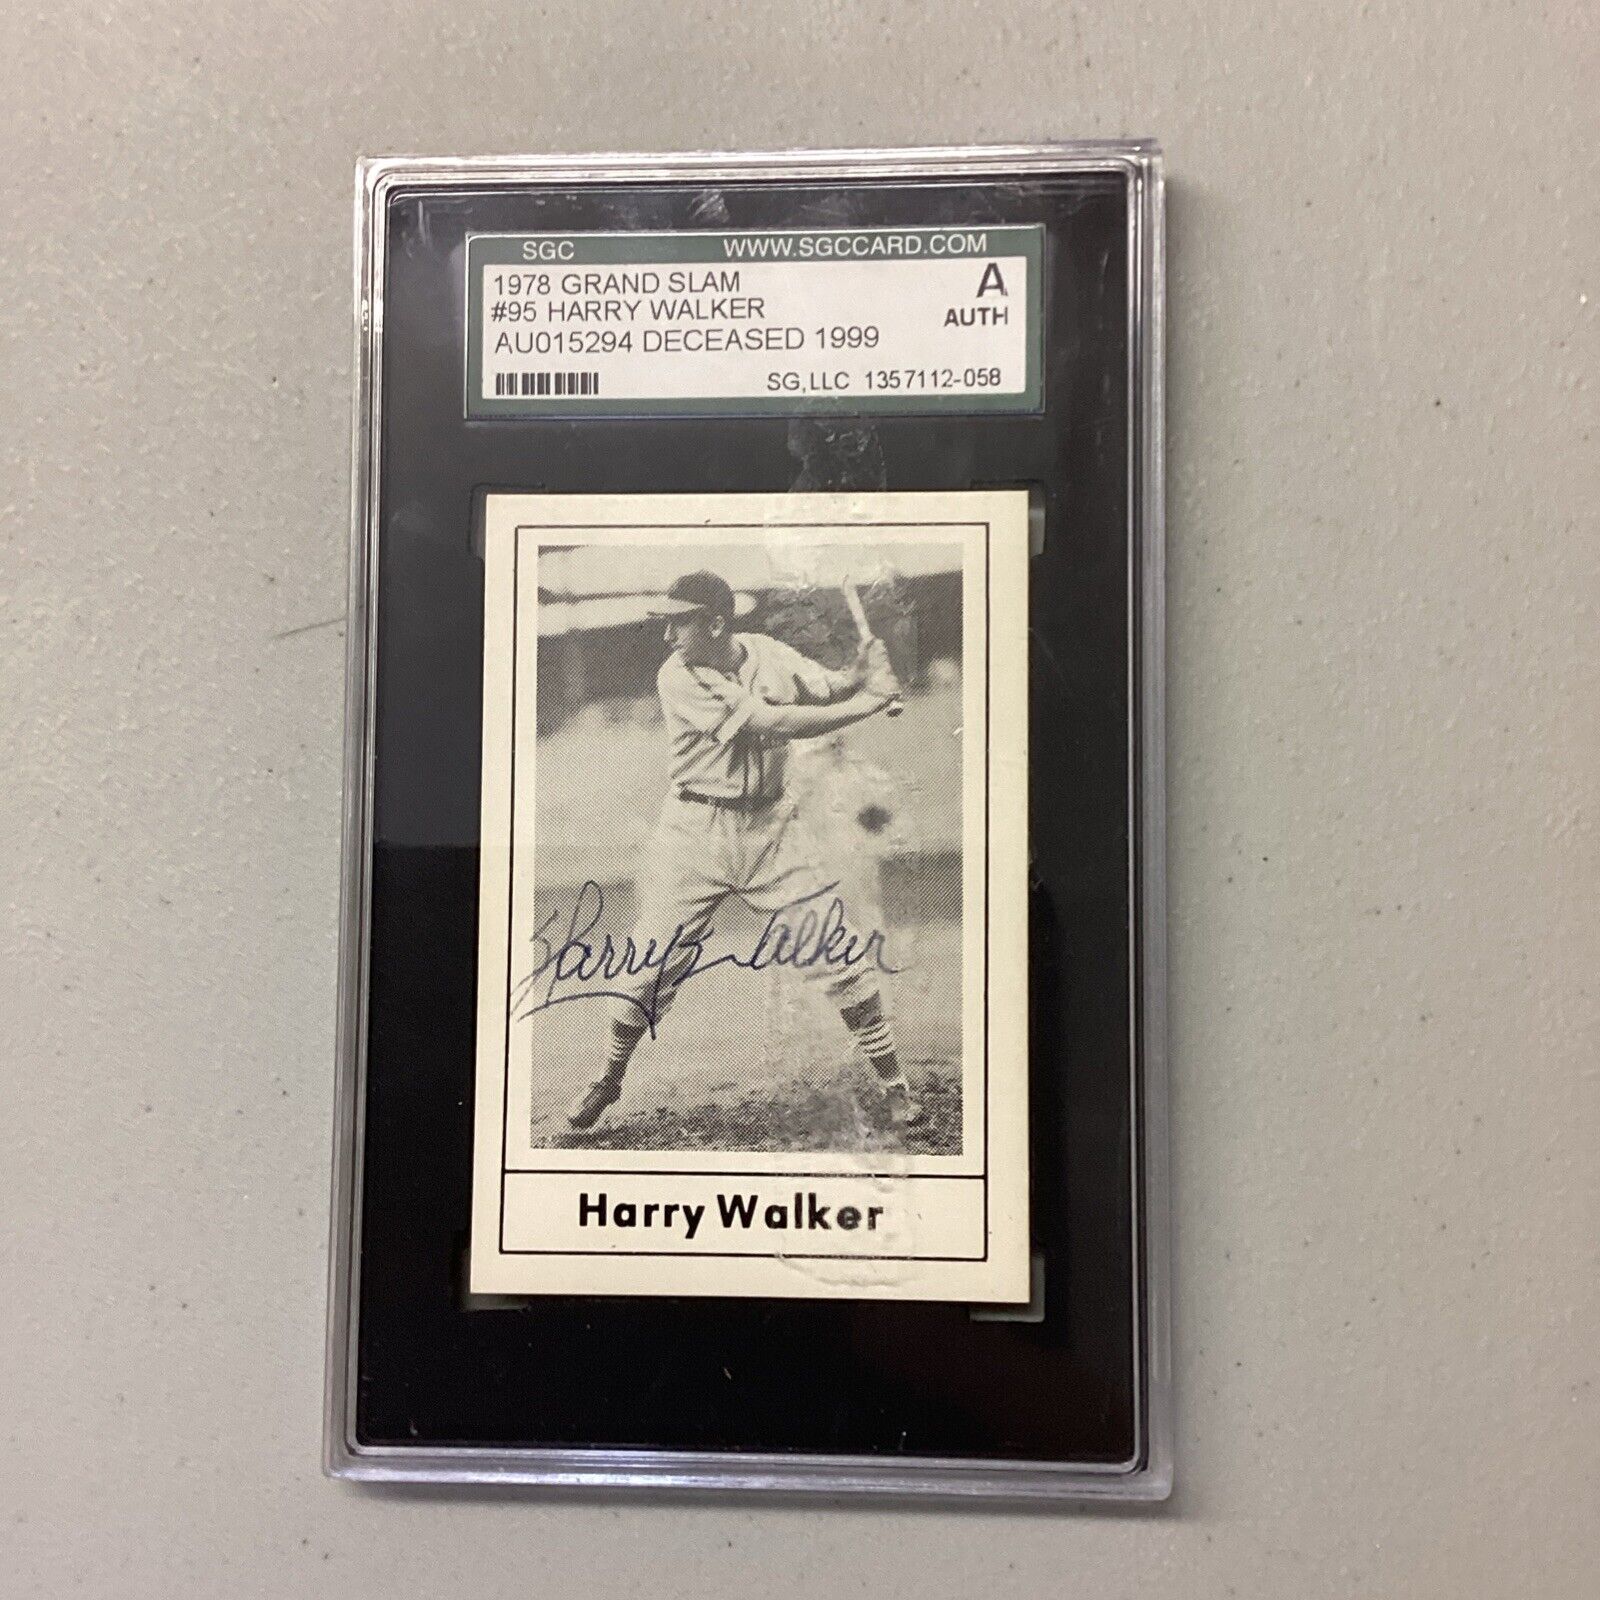 SGC WWW.SGCCARD.COM
1978 GRAND SLAM A
#95 HARRY WALKER AUTH
AU015294 DECEASED 1999
SG,LLC 1357112-058
Harry Walker
Harry Walker